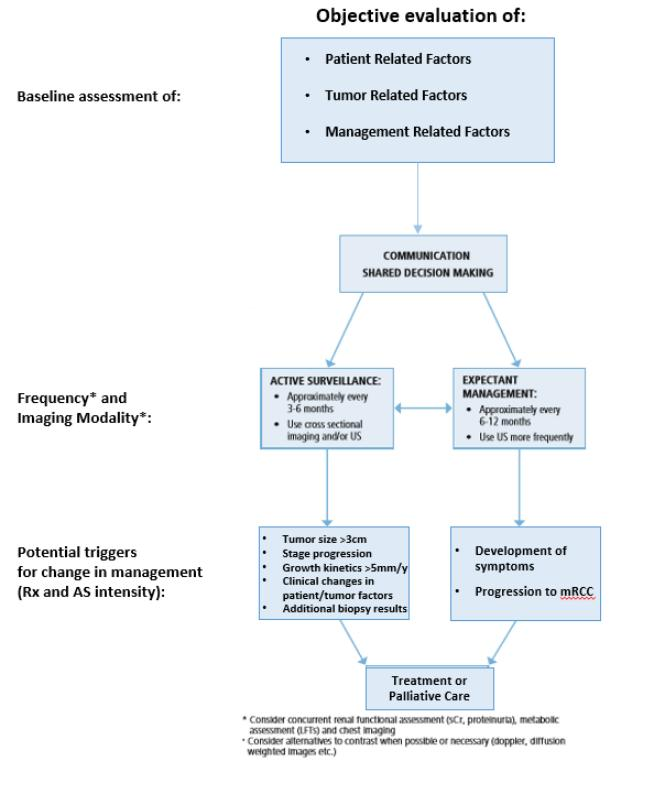 Objective evaluation of:
Baseline assessment of:
• Patient Related Factors
• Tumor Related Factors
• Management Related Factors
COMMUNICATION
SHARED DECISION MAKING
Frequency* and
Imaging Modality*:
ACTIVE SURVEILLANCE:
• Approximately every
3-6 months
• Use cross sectional
imaging and/or US
EXPECTANT
MANAGEMENT:
• Approximately every
6-12 months
• Use US more frequently
Potential triggers
for change in management
(Rx and AS intensity):
• Tumor size >3cm
• Stage progression
• Growth kinetics >5mm/y
• Clinical changes in
patient/tumor factors
• Additional biopsy results
• Development of
symptoms
• Progression to mRCC
Treatment or
Palliative Care
* Consider concurrent renal functional assessment (sCr, proteinuria), metabolic
assessment (LFTs) and chest imaging
* Consider alternatives to contrast when possible or necessary (doppler, diffusion
weighted images etc.)